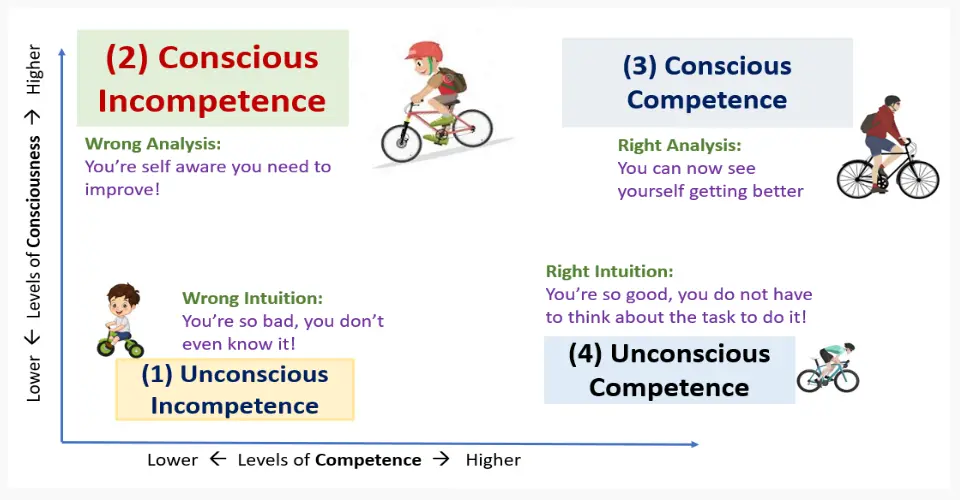 (2) Conscious
Incompetence
Wrong Analysis:
You're self aware you need to
improve!
(3) Conscious
Competence
Right Analysis:
You can now see
yourself getting better
Wrong Intuition:
You're so bad, you don't
even know it!
(1) Unconscious
Incompetence
Right Intuition:
You're so good, you do not have
to think about the task to do it!
(4) Unconscious
Competence
Lower ← Levels of Consciousness → Higher
Lower ← Levels of Competence → Higher